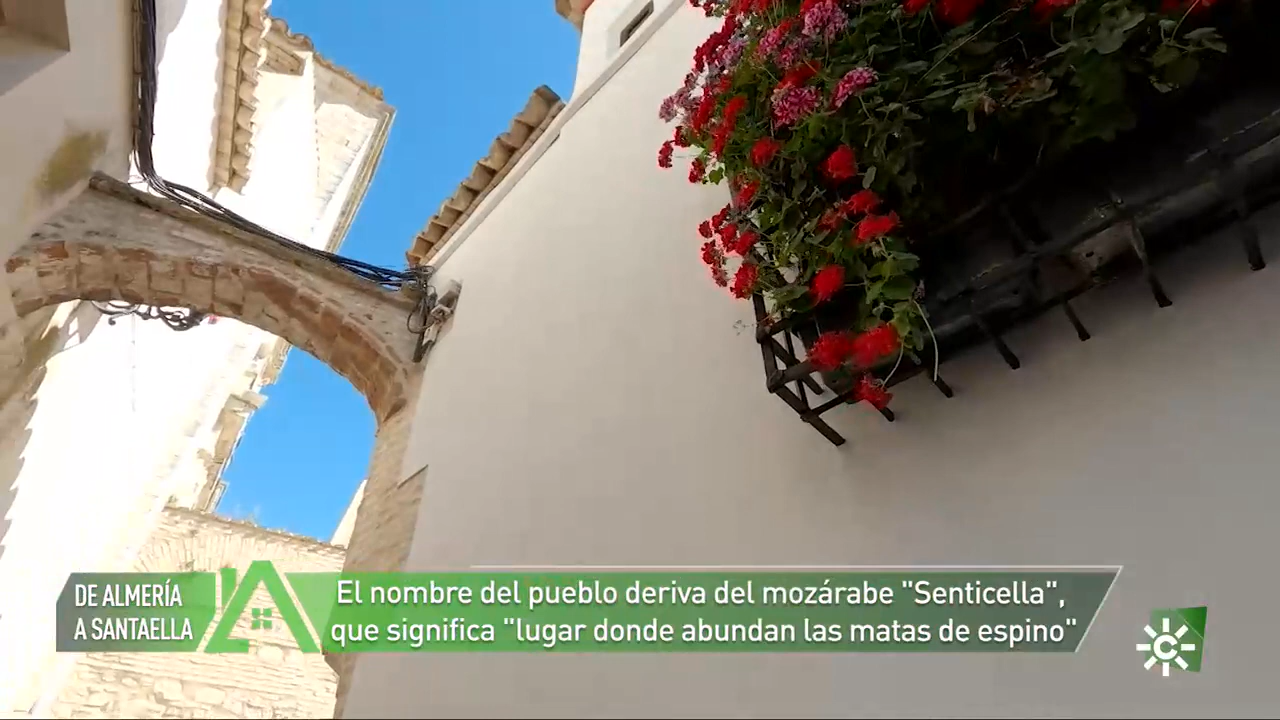 DE ALMERÍA
A SANTAELLA
El nombre del pueblo deriva del mozárabe "Senticella",
que significa "lugar donde abundan las matas de espino"